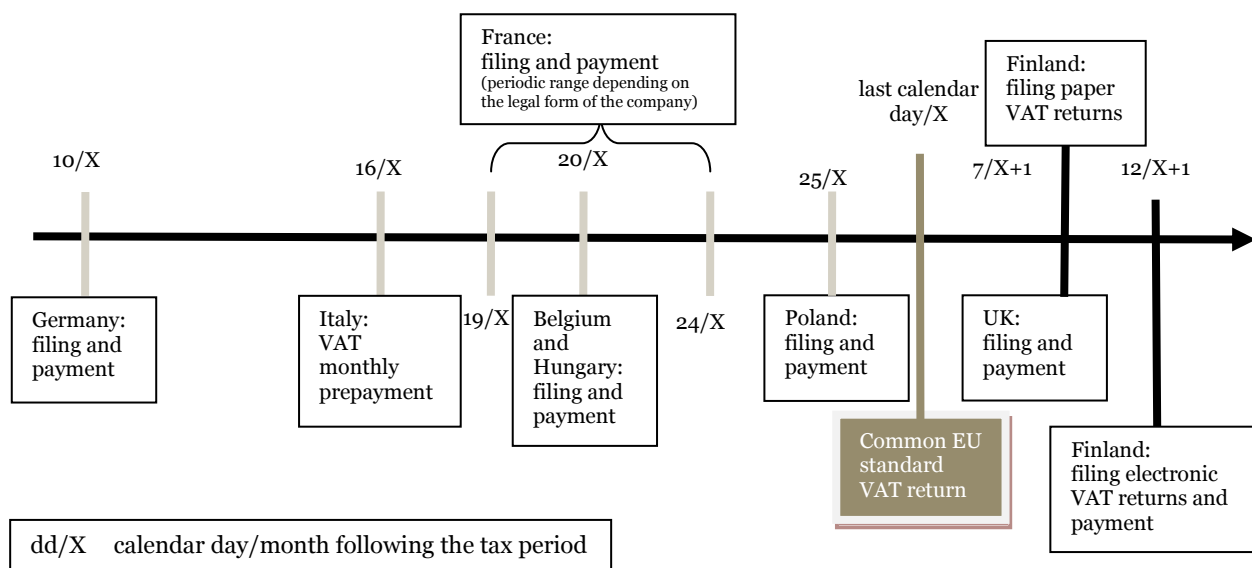 France:
filing and payment
(periodic range depending on
the legal form of the company)
last calendar
day/X
Finland:
filing paper
VAT returns
10/X
16/X
20/X
25/X
7/X+1
12/X+1
Germany:
filing and
payment
Italy:
VAT
monthly
prepayment
19/X
Belgium
and
Hungary:
filing and
payment
24/X
Poland:
filing and
payment
UK:
filing and
payment
Common EU
standard
VAT return
Finland:
filing electronic
VAT returns and
payment
dd/X calendar day/month following the tax period